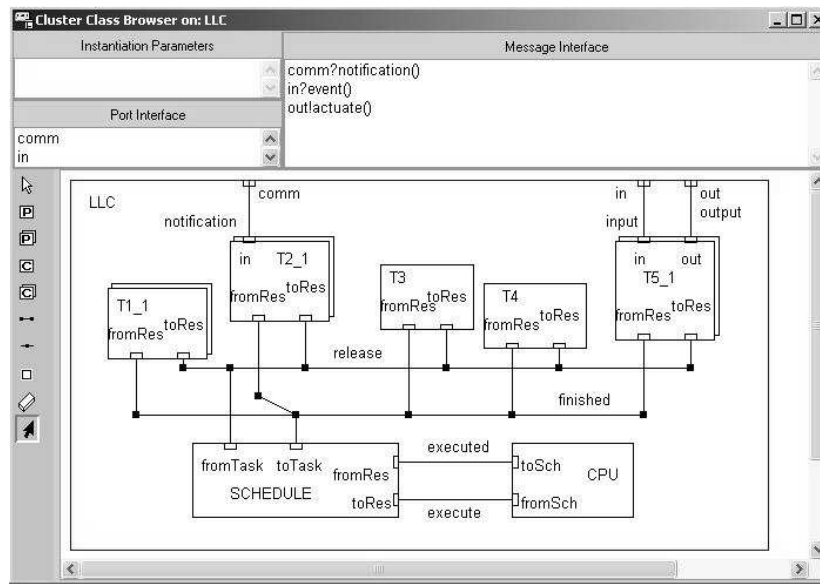 Cluster Class Browser on: LLC
Instantiation Parameters
Message Interface
comm?notification()
in?event()
out!actuate()
Port Interface
comm
in
P
P
C
C
LLC
comm
in
out
notification
input
output
in
T2_1
fromRes
toRes
in
out
T5_1
fromRes
toRes
T3
fromRes
toRes
T1_1
fromRes
toRes
T4
fromRes
toRes
release
finished
fromTask
toTask
fromRes
SCHEDULE
toRes
executed
execute
toSch
CPU
fromSch